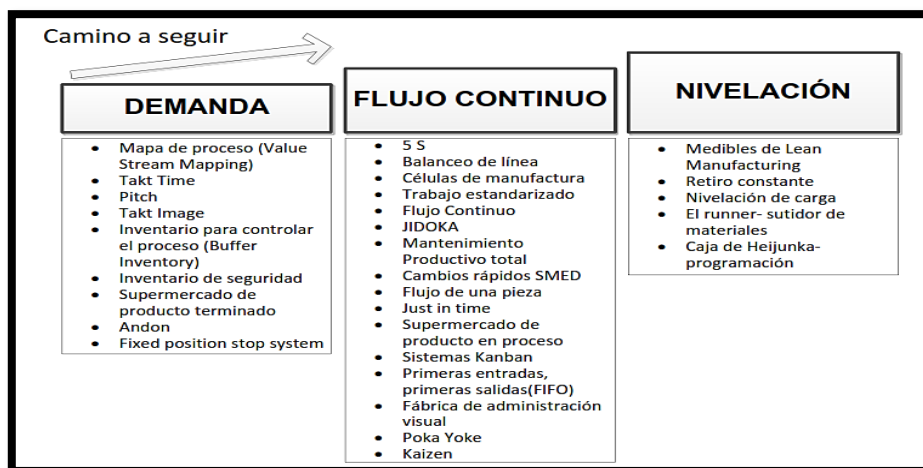 Camino a seguir
DEMANDA
• Mapa de proceso (Value
Stream Mapping)
• Takt Time
• Pitch
• Takt Image
• Inventario para controlar
el proceso (Buffer
Inventory)
• Inventario de seguridad
• Supermercado de
producto terminado
• Andon
• Fixed position stop system
FLUJO CONTINUO
• 5 S
• Balanceo de línea
• Células de manufactura
• Trabajo estandarizado
• Flujo Continuo
• JIDOKA
• Mantenimiento
Productivo total
• Cambios rápidos SMED
• Flujo de una pieza
• Just in time
• Supermercado de
producto en proceso
• Sistemas Kanban
• Primeras entradas,
primeras salidas(FIFO)
• Fábrica de administración
visual
• Poka Yoke
• Kaizen
NIVELACIÓN
• Medibles de Lean
Manufacturing
• Retiro constante
• Nivelación de carga
• El runner- sutidor de
materiales
• Caja de Heijunka-
programación